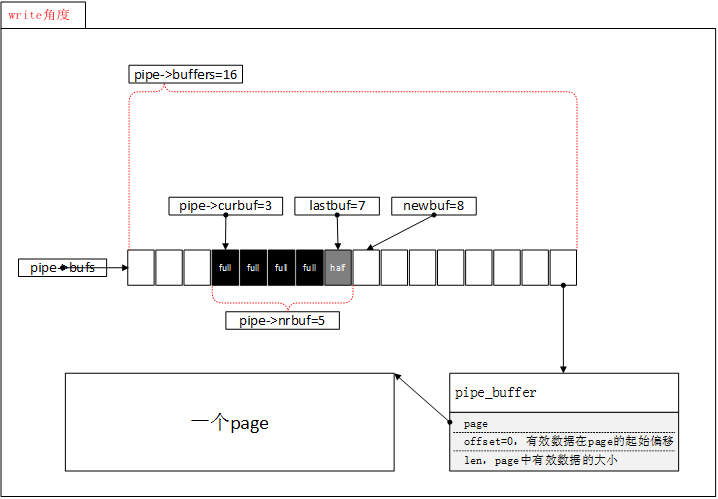 write角度
pipe->buffers=16
pipe->curbuf=3
lastbuf=7
newbuf=8
pipe->bufs
full
full
full
full
half
pipe->nrbuf=5
一个page
pipe_buffer
page
offset=0，有效数据在page的起始偏移
len，page中有效数据的大小